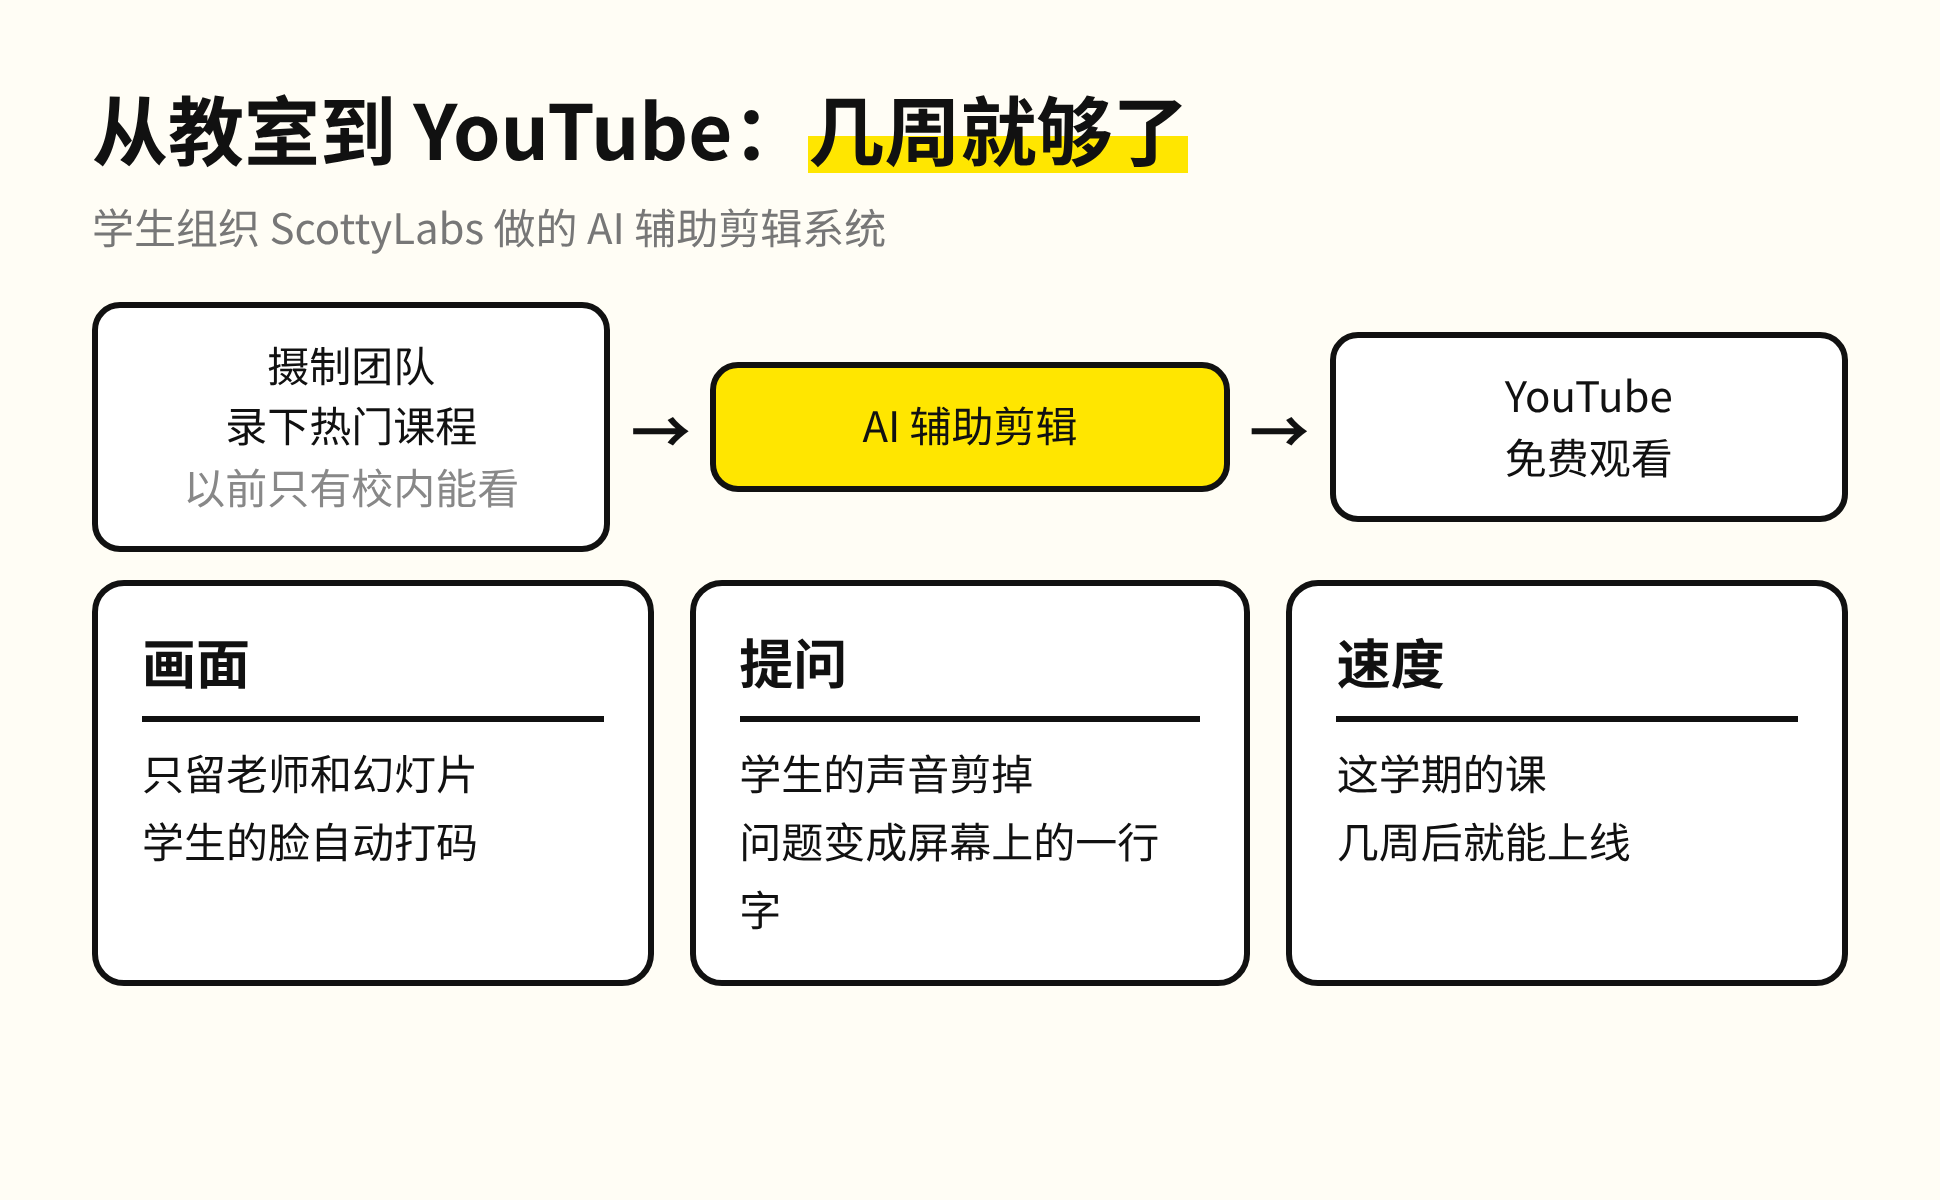 从教室到 YouTube：几周就够了
学生组织 ScottyLabs 做的 AI 辅助剪辑系统
摄制团队
录下热门课程
以前只有校内能看
→
AI 辅助剪辑
→
YouTube
免费观看
画面
只留老师和幻灯片
学生的脸自动打码
提问
学生的声音剪掉
问题变成屏幕上的一行
字
速度
这学期的课
几周后就能上线